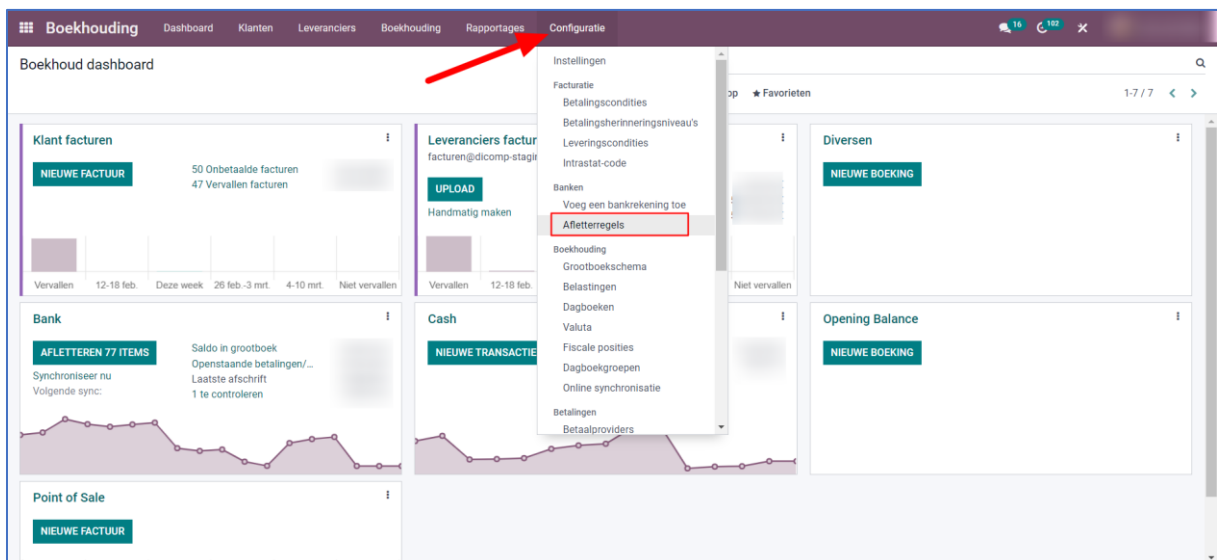 Boekhouding Dashboard Klanten Leveranciers Boekhouding Rapportages Configuratie 16 102
Boekhoud dashboard
Favorieten 1-7 / 7
Instellingen
Facturatie
Betalingscondities
Betalingsherinneringsniveau's
Leveringscondities
Intrastat-code
Banken
Voeg een bankrekening toe
Afletterregels
Boekhouding
Grootboekschema
Belastingen
Dagboeken
Valuta
Fiscale posities
Dagboekgroepen
Online synchronisatie
Betalingen
Betaalproviders
Klant facturen
NIEUWE FACTUUR
50 Onbetaalde facturen
47 Vervallen facturen
Vervallen 12-18 feb. Deze week 26 feb.-3 mrt. 4-10 mrt. Niet vervallen
Leveranciers factur
facturen@dicomp-stagin
UPLOAD
Handmatig maken
Vervallen 12-18 feb. Niet vervallen
Diversen
NIEUWE BOEKING
Bank
AFLETTEREN 77 ITEMS
Synchroniseer nu
Volgende sync:
Saldo in grootboek
Openstaande betalingen/...
Laatste afschrift
1 te controleren
Cash
NIEUWE TRANSACTIE
Opening Balance
NIEUWE BOEKING
Point of Sale
NIEUWE FACTUUR